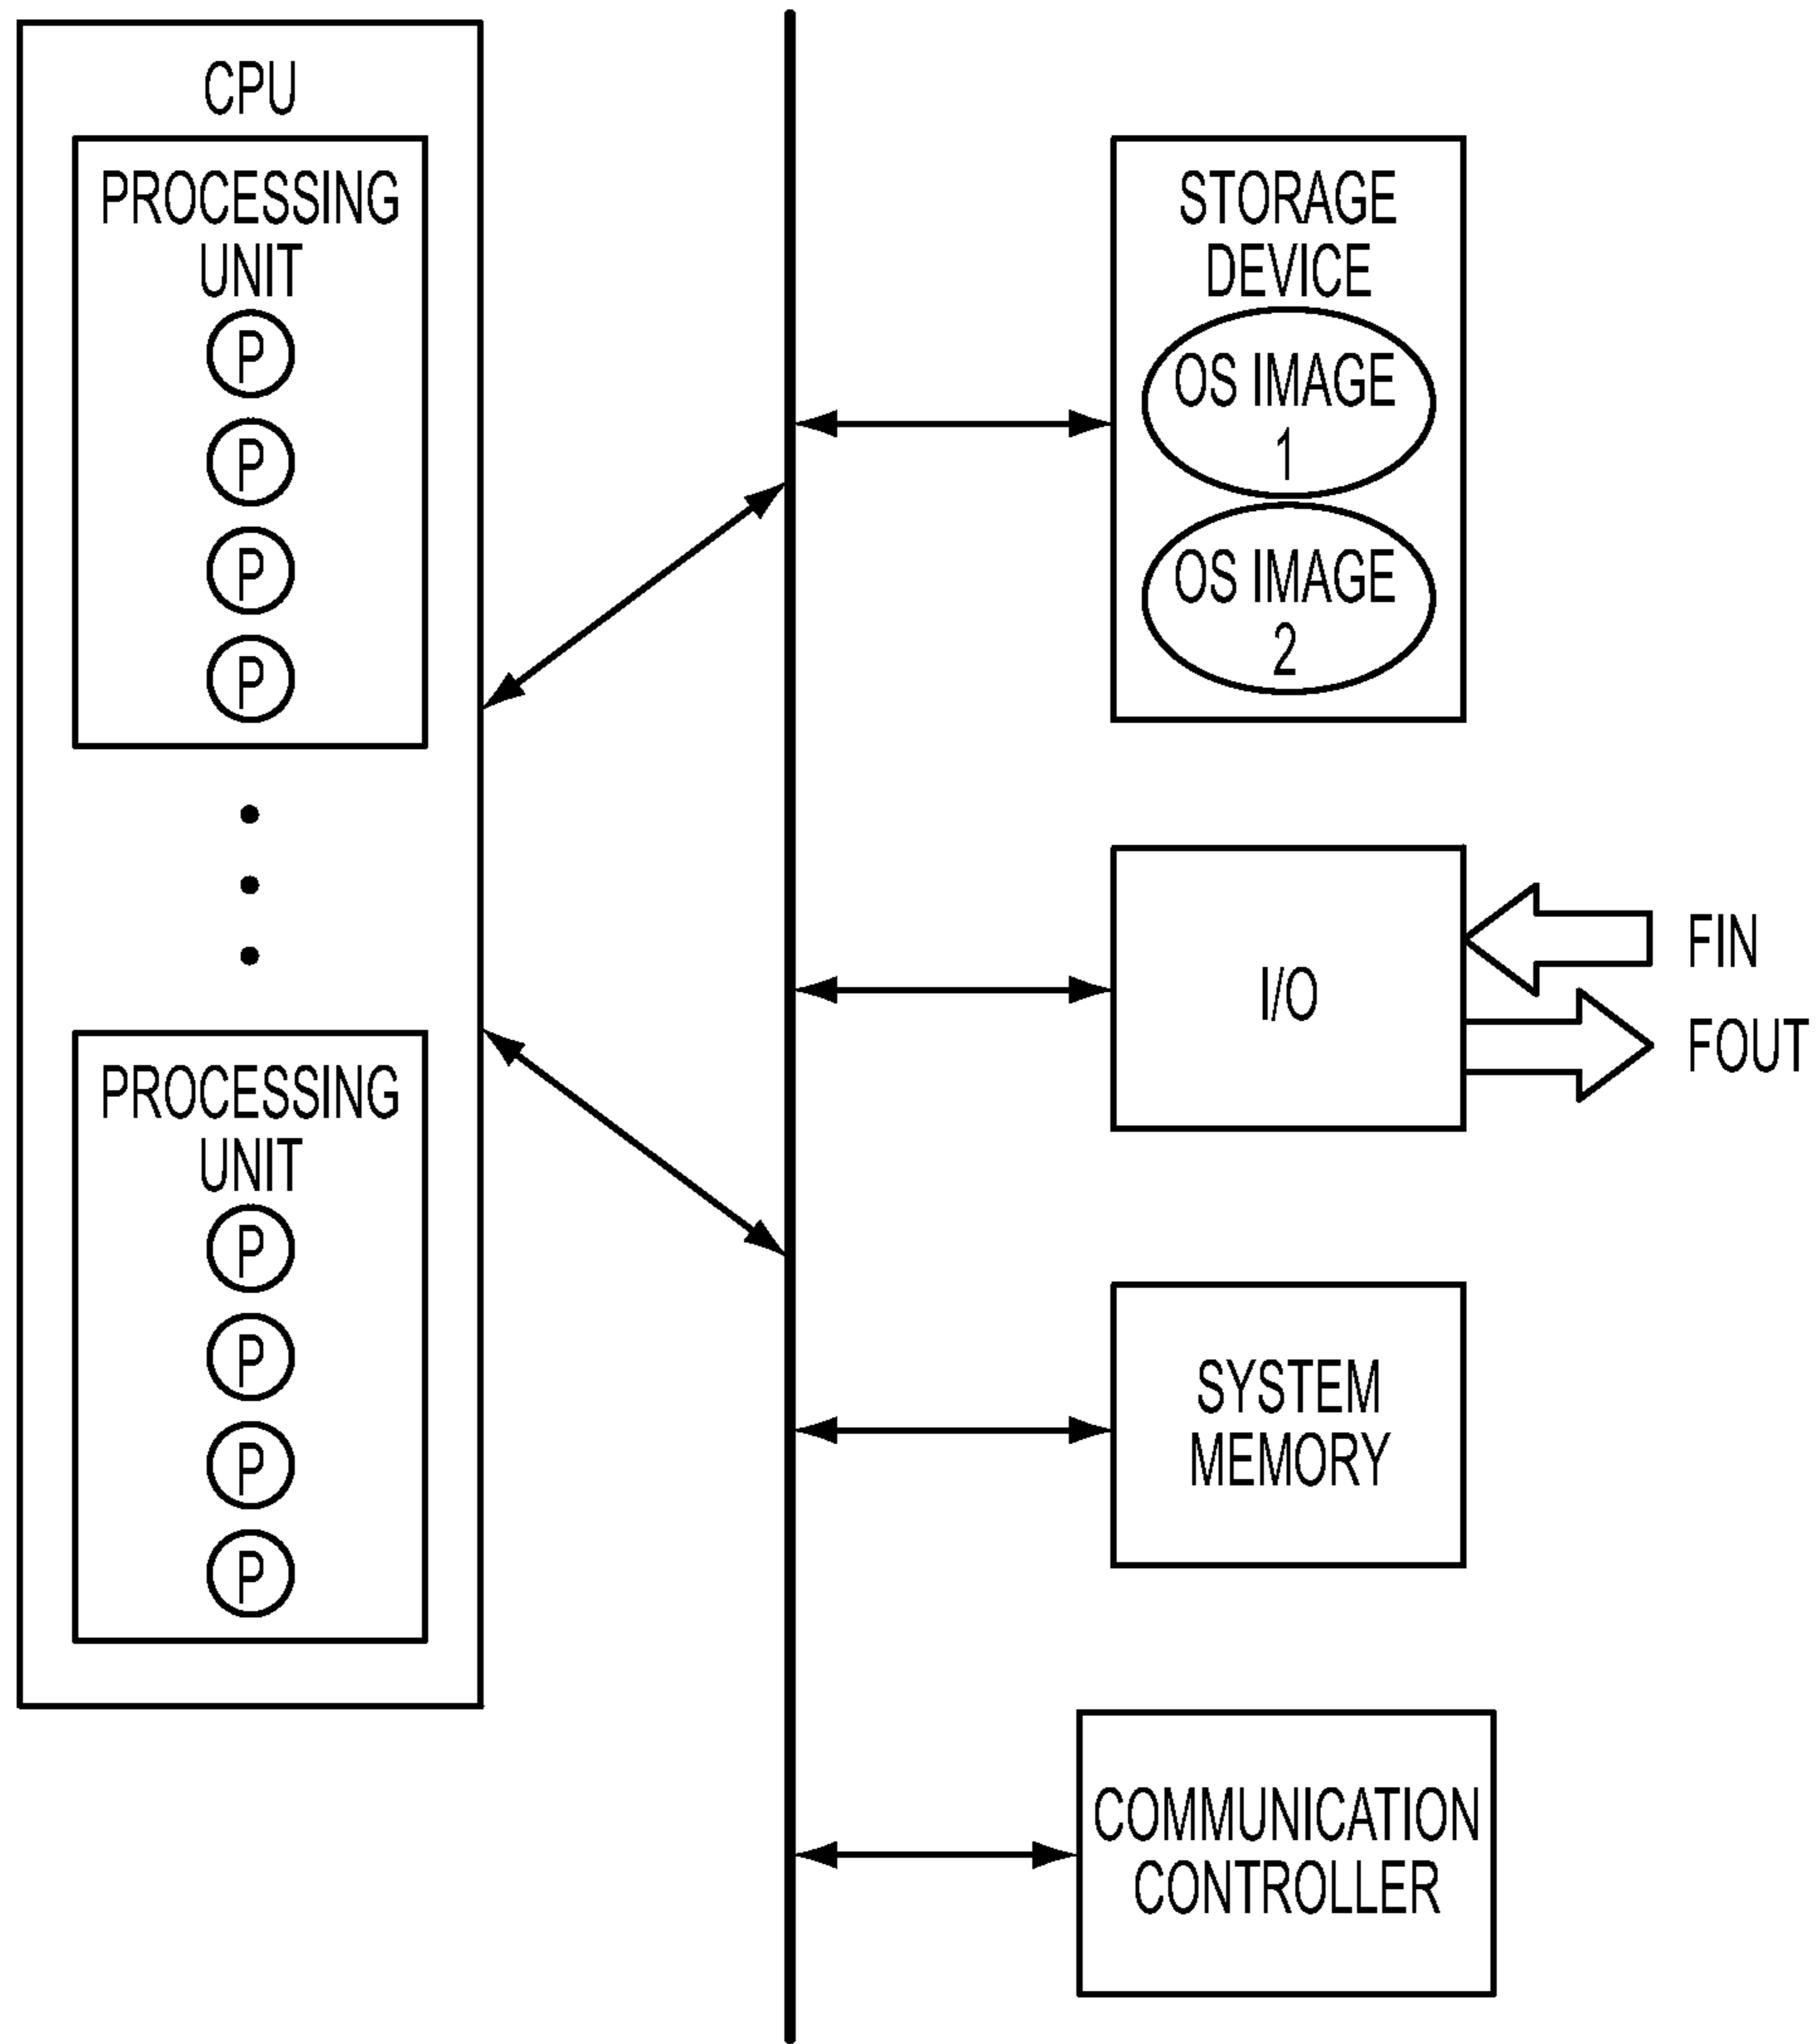 CPU
PROCESSING
UNIT
P
P
P
P
PROCESSING
UNIT
P
P
P
P
STORAGE
DEVICE
OS IMAGE
1
OS IMAGE
2
I/O
FIN
FOUT
SYSTEM
MEMORY
COMMUNICATION
CONTROLLER